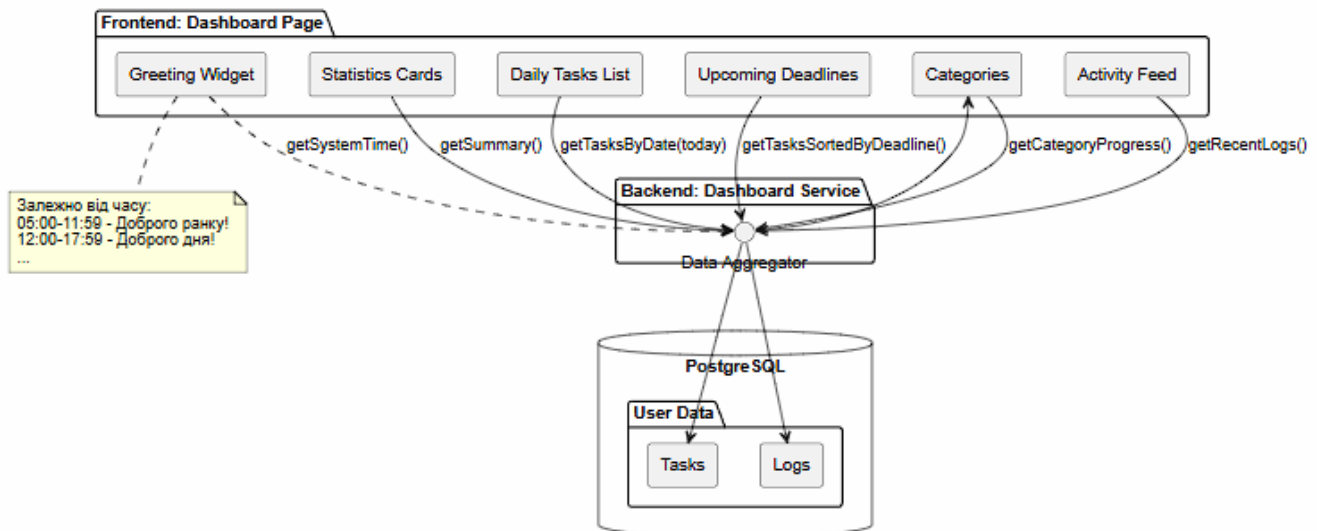 Frontend: Dashboard Page
Greeting Widget
Statistics Cards
Daily Tasks List
Upcoming Deadlines
Categories
Activity Feed
getSystemTime()
getSummary()
getTasksByDate(today)
getTasksSortedByDeadline()
getCategoryProgress()
getRecentLogs()
Залежно від часу:
05:00-11:59 - Доброго ранку!
12:00-17:59 - Доброго дня!
...
Backend: Dashboard Service
Data Aggregator
PostgreSQL
User Data
Tasks
Logs